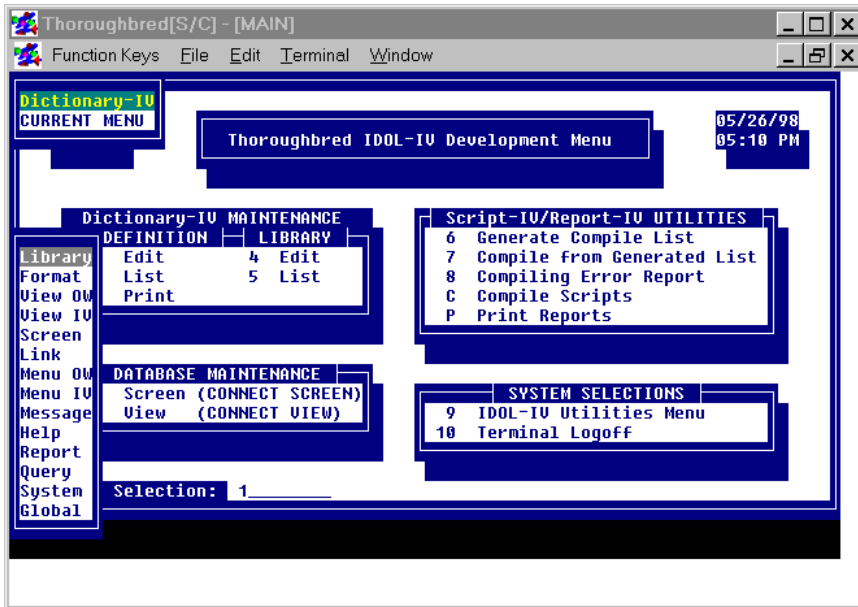 Thoroughbred[S/C] - [MAIN]
Function Keys File Edit Terminal Window
Dictionary-IV
CURRENT MENU
Thoroughbred IDOL-IV Development Menu
05/26/98
05:10 PM
Dictionary-IV MAINTENANCE
DEFINITION LIBRARY
Edit 4 Edit
List 5 List
Print
Script-IV/Report-IV UTILITIES
6 Generate Compile List
7 Compile from Generated List
8 Compiling Error Report
C Compile Scripts
P Print Reports
Library
Format
View OW
View IV
Screen
Link
Menu OW
Menu IV
Message
Help
Report
Query
System
Global
DATABASE MAINTENANCE
Screen (CONNECT SCREEN)
View (CONNECT VIEW)
SYSTEM SELECTIONS
9 IDOL-IV Utilities Menu
10 Terminal Logoff
Selection: 1_________